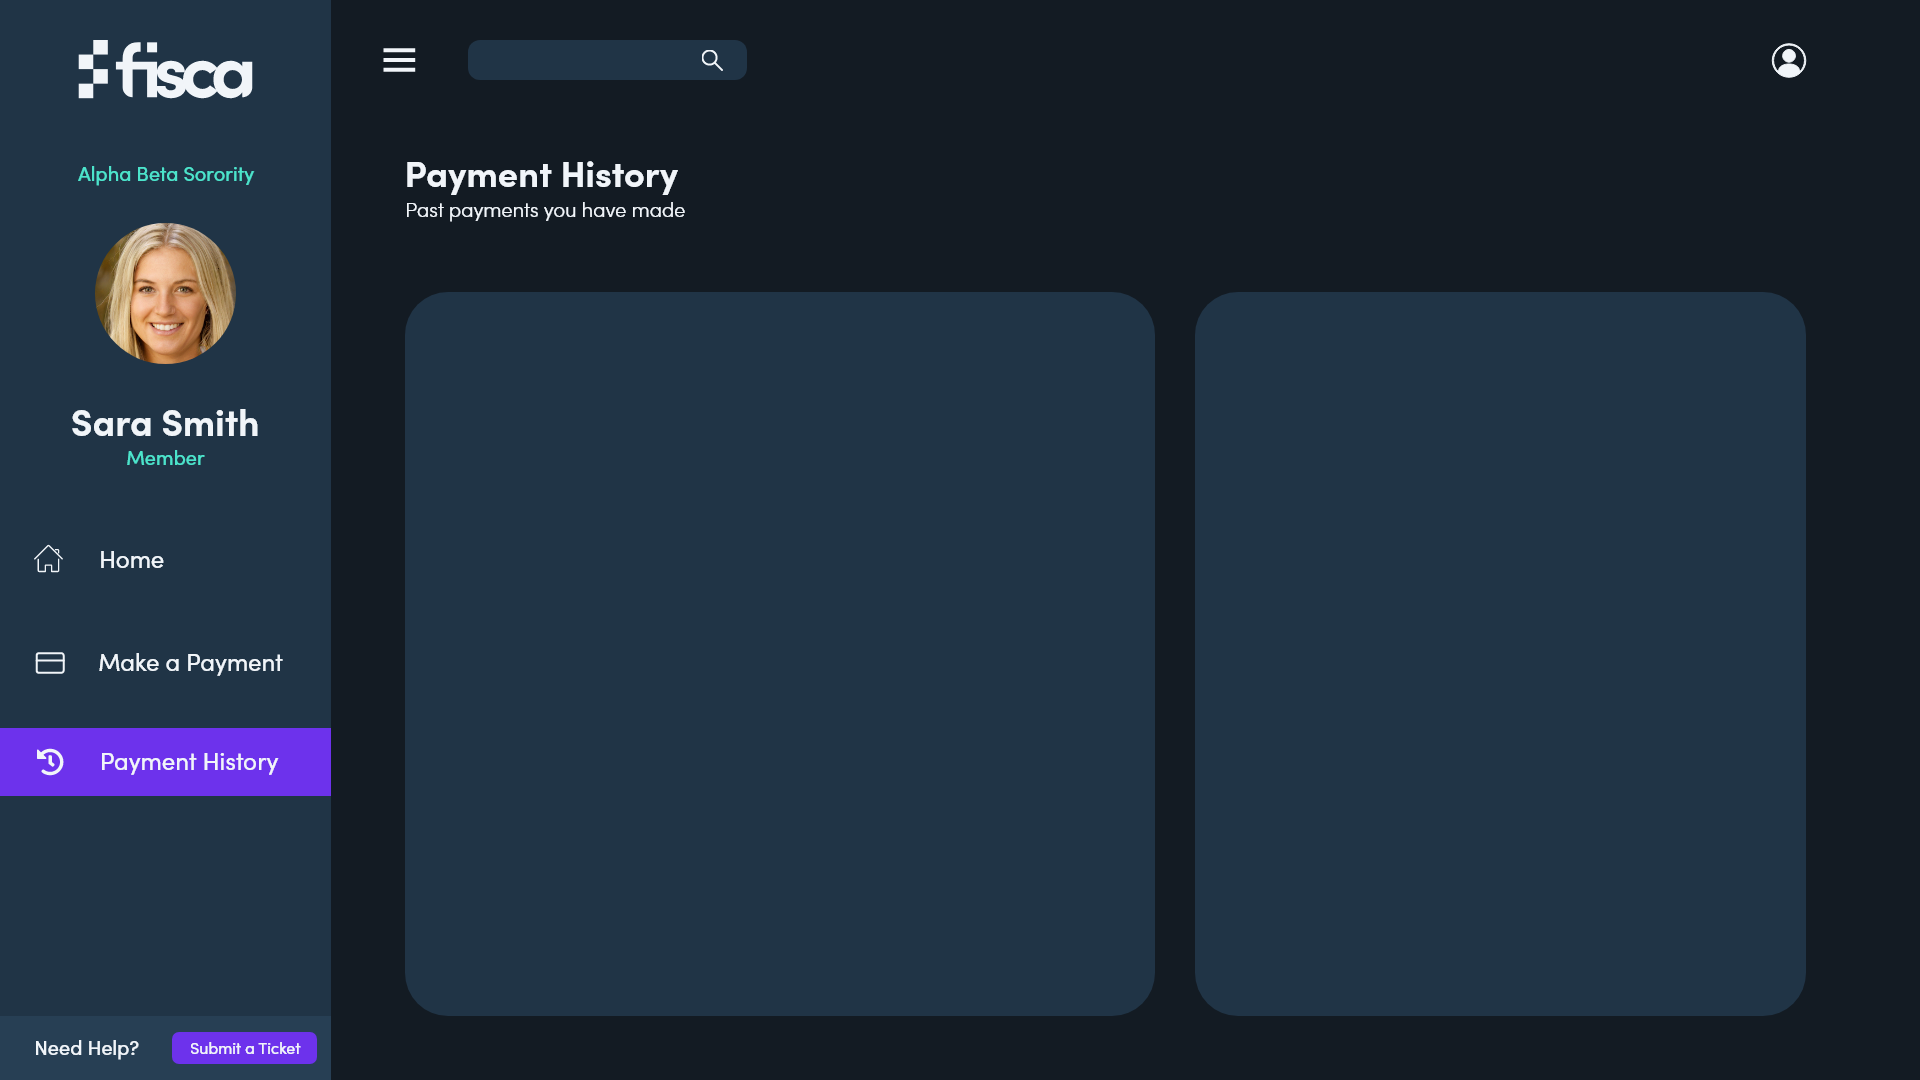 fisca
Alpha Beta Sorority
Sara Smith
Member
Home
Make a Payment
Payment History
Need Help?
Submit a Ticket
Payment History
Past payments you have made